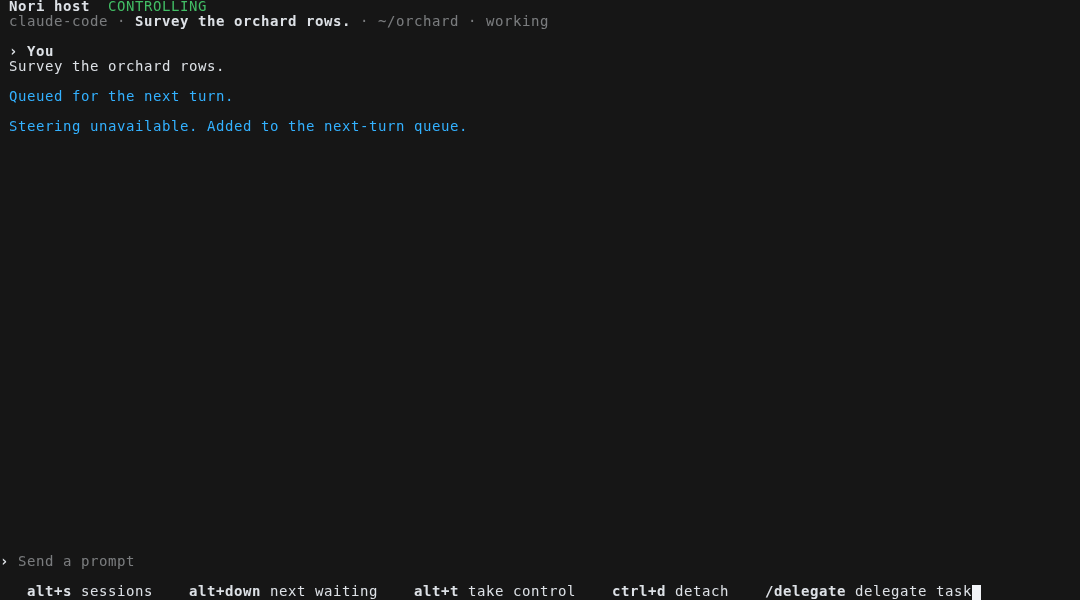 Nori host  CONTROLLING
claude-code · Survey the orchard rows. · ~/orchard · working
› You
Survey the orchard rows.
Queued for the next turn.
Steering unavailable. Added to the next-turn queue.
› Send a prompt
alt+s sessions    alt+down next waiting    alt+t take control    ctrl+d detach    /delegate delegate task